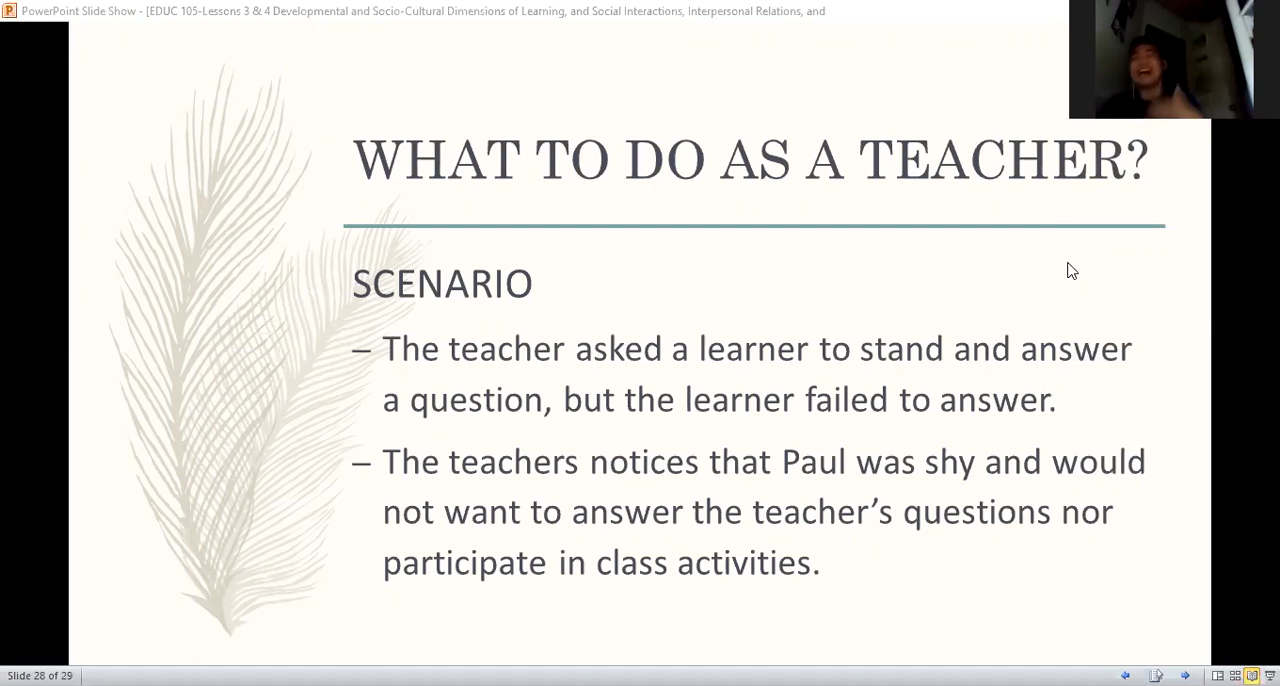 PowerPoint Slide Show - [EDUC 105-Lessons 3 & 4 Developmental and Socio-Cultural Dimensions of Learning, and Social Interactions, Interpersonal Relations, and
WHAT TO DO AS A TEACHER?
SCENARIO
– The teacher asked a learner to stand and answer
a question, but the learner failed to answer.
– The teachers notices that Paul was shy and would
not want to answer the teacher’s questions nor
participate in class activities.
Slide 28 of 29